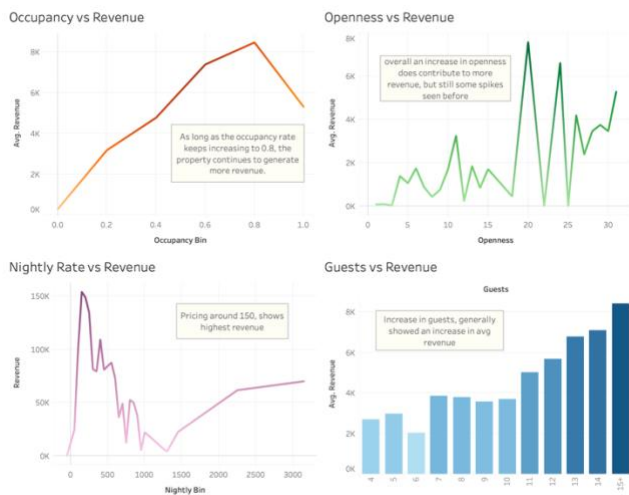 Occupancy vs Revenue
8K
6K
4K
2K
0K
Avg. Revenue
As long as the occupancy rate
keeps increasing to 0.8, the
property continues to generate
more revenue.
0.0 0.2 0.4 0.6 0.8 1.0
Occupancy Bin
Openness vs Revenue
8K
6K
4K
2K
0K
Avg. Revenue
overall an increase in openness
does contribute to more
revenue, but still some spikes
seen before
0 5 10 15 20 25 30
Openness
Nightly Rate vs Revenue
150K
100K
50K
0K
Revenue
Pricing around 150, shows
highest revenue
0 500 1000 1500 2000 2500 3000
Nightly Bin
Guests vs Revenue
Guests
8K
6K
4K
2K
0K
Avg. Revenue
Increase in guests, generally
showed an increase in avg
revenue
4 5 6 7 8 9 10 11 12 13 14 15+